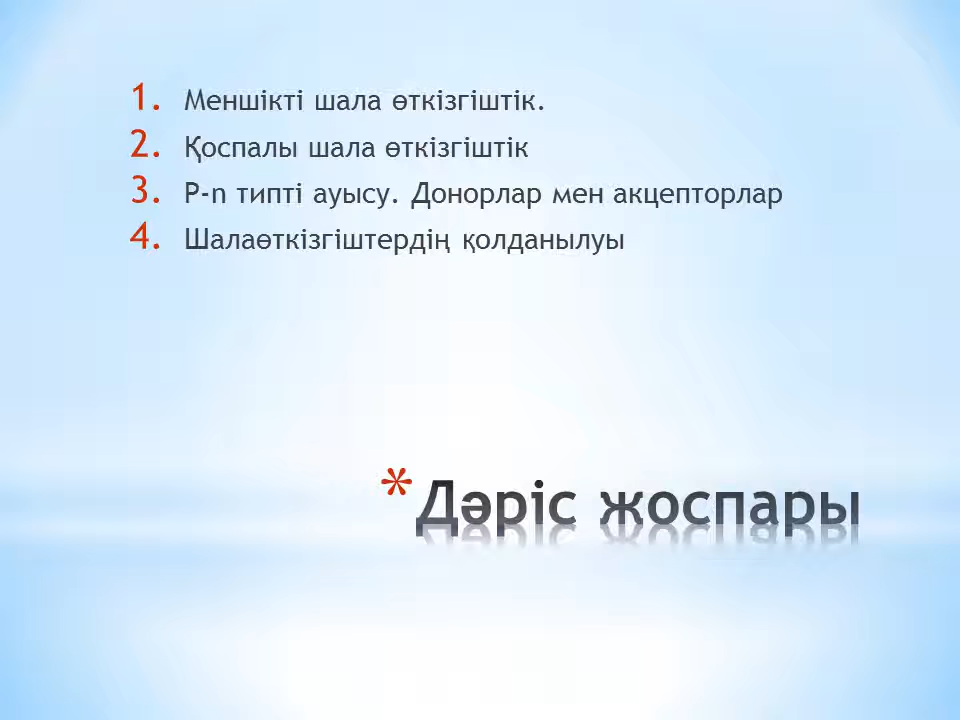 1. Меншікті шала өткізгіштік.
2. Қоспалы шала өткізгіштік
3. P-n типті ауысу. Донорлар мен акцепторлар
4. Шалаөткізгіштердің қолданылуы
* Дәріс жоспары